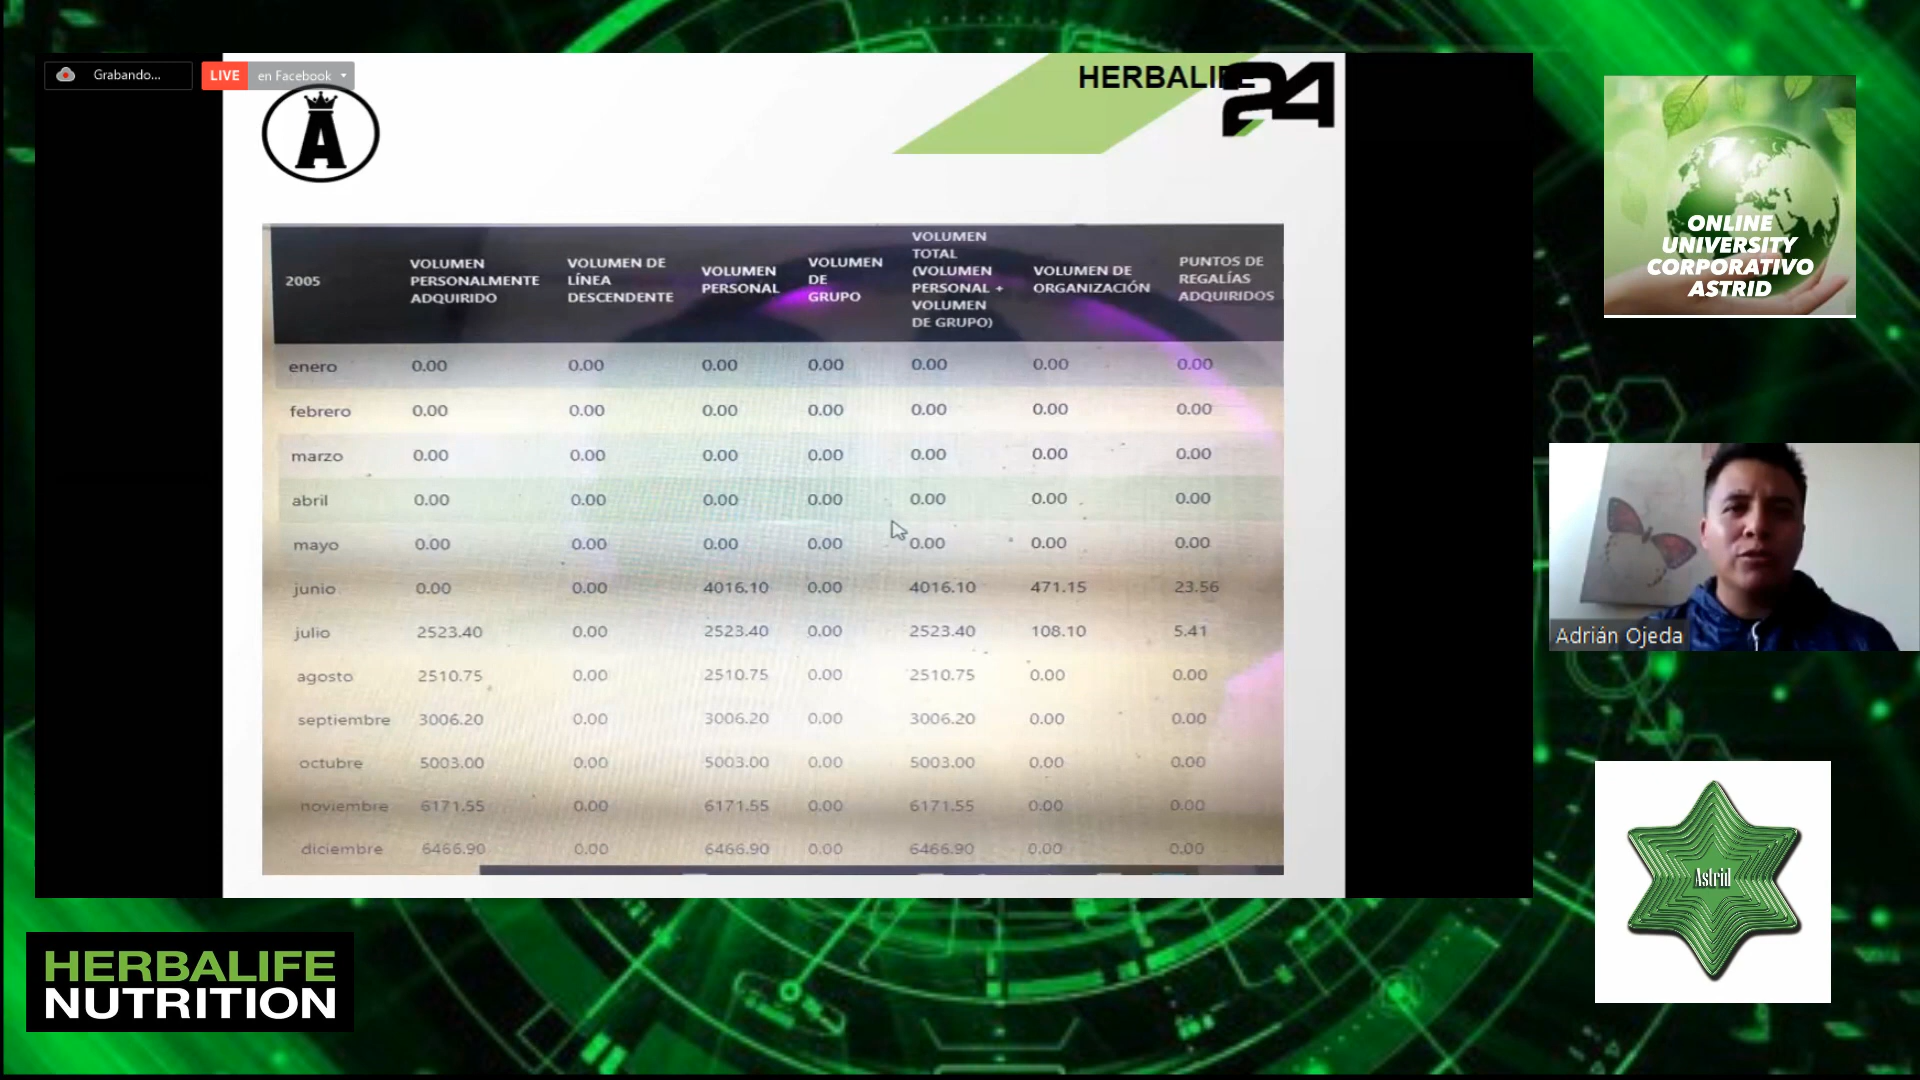 Grabando...
LIVE en Facebook
A
HERBALIFE
24
2005
VOLUMEN
PERSONALMENTE
ADQUIRIDO
VOLUMEN DE
LÍNEA
DESCENDENTE
VOLUMEN
PERSONAL
VOLUMEN
DE
GRUPO
VOLUMEN
TOTAL
(VOLUMEN
PERSONAL +
VOLUMEN
DE GRUPO)
VOLUMEN DE
ORGANIZACIÓN
PUNTOS DE
REGALÍAS
ADQUIRIDOS
enero 0.00 0.00 0.00 0.00 0.00 0.00 0.00
febrero 0.00 0.00 0.00 0.00 0.00 0.00 0.00
marzo 0.00 0.00 0.00 0.00 0.00 0.00 0.00
abril 0.00 0.00 0.00 0.00 0.00 0.00 0.00
mayo 0.00 0.00 0.00 0.00 0.00 0.00 0.00
junio 0.00 0.00 4016.10 0.00 4016.10 471.15 23.56
julio 2523.40 0.00 2523.40 0.00 2523.40 108.10 5.41
agosto 2510.75 0.00 2510.75 0.00 2510.75 0.00 0.00
septiembre 3006.20 0.00 3006.20 0.00 3006.20 0.00 0.00
octubre 5003.00 0.00 5003.00 0.00 5003.00 0.00 0.00
noviembre 6171.55 0.00 6171.55 0.00 6171.55 0.00 0.00
diciembre 6466.90 0.00 6466.90 0.00 6466.90 0.00 0.00
ONLINE
UNIVERSITY
CORPORATIVO
ASTRID
Adrián Ojeda
Astrid
HERBALIFE
NUTRITION